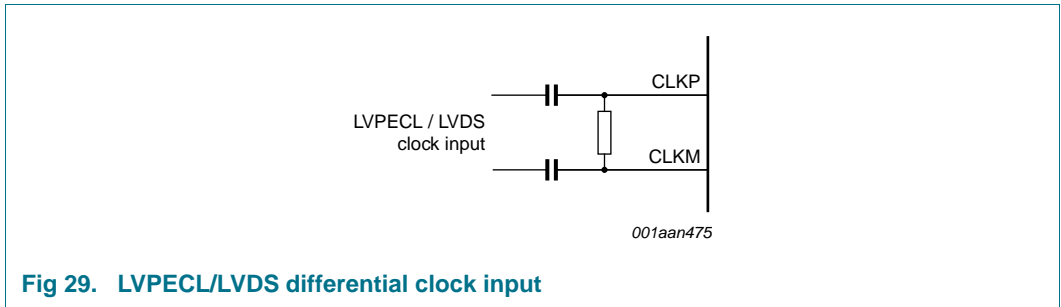 CLKP
LVPECL / LVDS
clock input
CLKM
001aan475
Fig 29. LVPECL/LVDS differential clock input